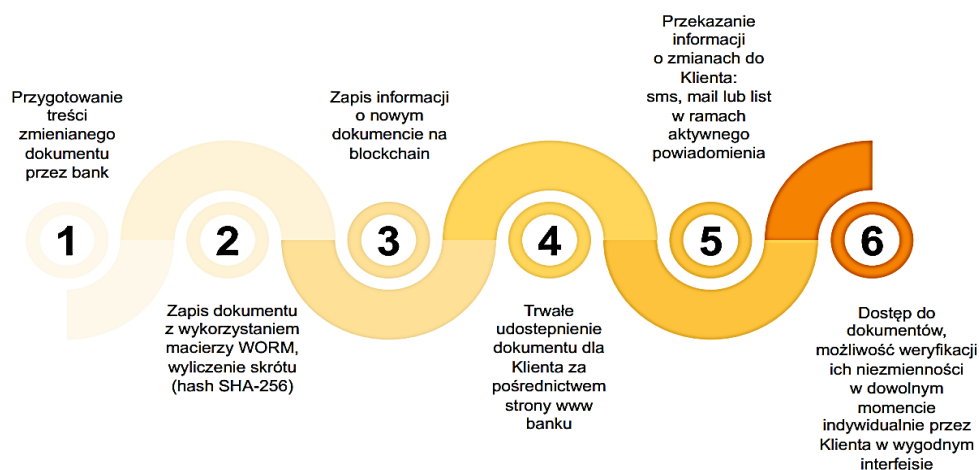 1
Przygotowanie
treści
zmienianego
dokumentu
przez bank
2
Zapis dokumentu
z wykorzystaniem
macierzy WORM,
wyliczenie skrótu
(hash SHA-256)
3
Zapis informacji
o nowym
dokumencie na
blockchain
4
Trwałe
udostepnienie
dokumentu dla
Klienta za
pośrednictwem
strony www
banku
5
Przekazanie
informacji
o zmianach do
Klienta:
sms, mail lub list
w ramach
aktywnego
powiadomienia
6
Dostęp do
dokumentów,
możliwość weryfikacji
ich niezmienności
w dowolnym
momencie
indywidualnie przez
Klienta w wygodnym
interfejsie